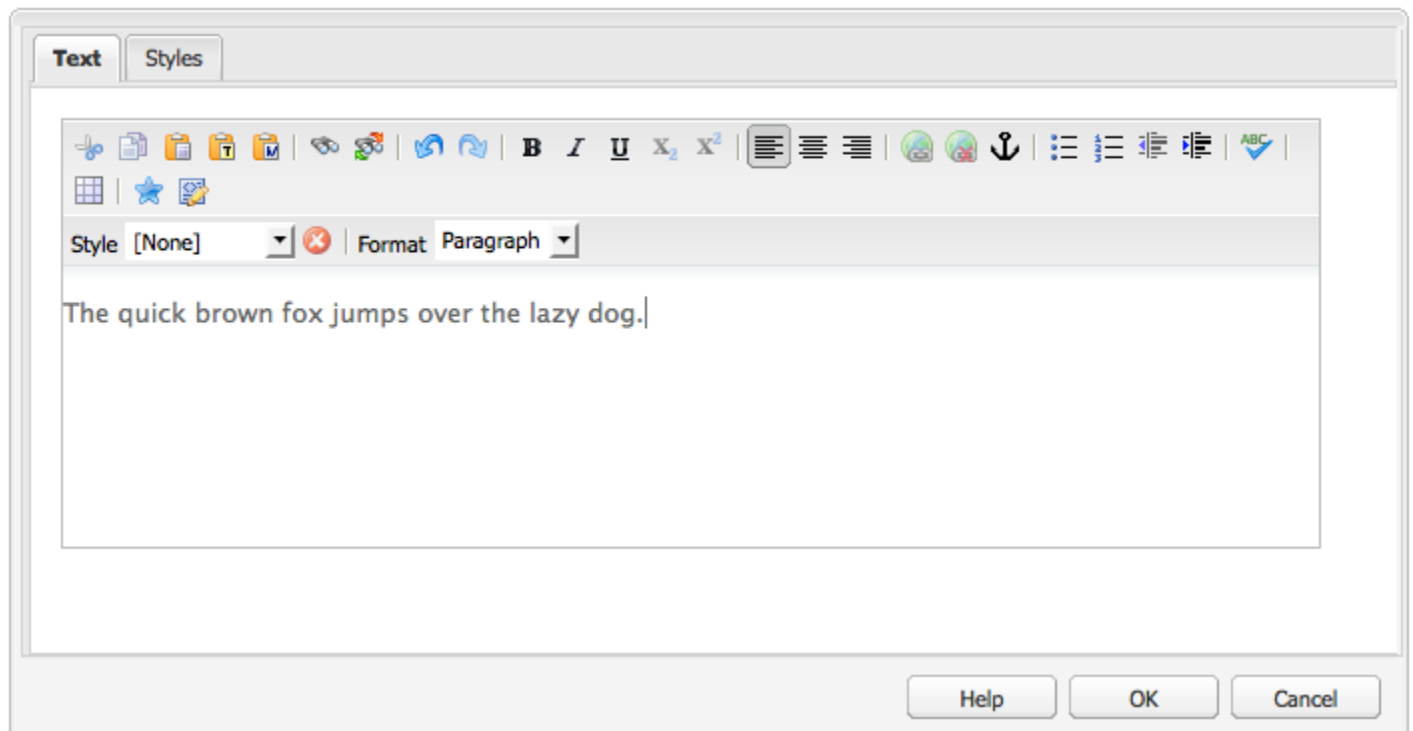 Text Styles
B I U X2 X2 ABC
Style [None] Format Paragraph
The quick brown fox jumps over the lazy dog.
Help OK Cancel